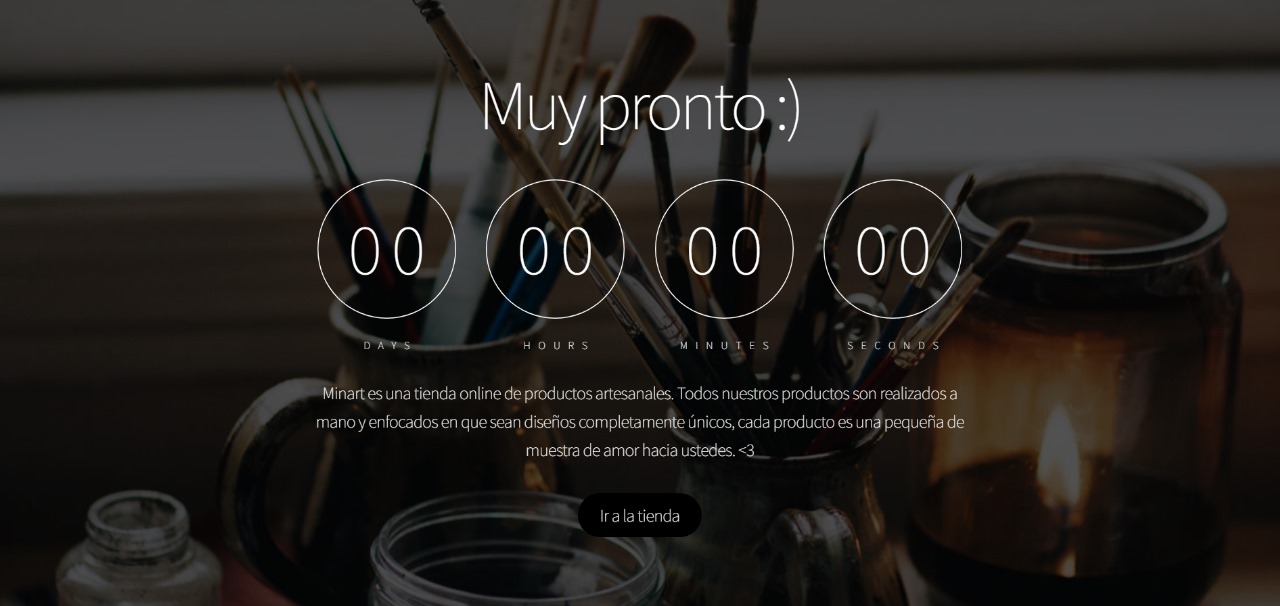 Muy pronto :)
00 00 00 00
DAYS HOURS MINUTES SECONDS
Minart es una tienda online de productos artesanales. Todos nuestros productos son realizados a
mano y enfocados en que sean diseños completamente únicos, cada producto es una pequeña de
muestra de amor hacia ustedes. <3
Ir a la tienda